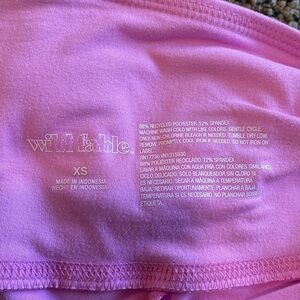 wild fable™
XS
MADE IN INDONESIA
HECHO EN INDONESIA
88% RECYCLED POLYESTER 12% SPANDEX
MACHINE WASH COLD WITH LIKE COLORS. GENTLE CYCLE.
ONLY NON-CHLORINE BLEACH IF NEEDED. TUMBLE DRY LOW.
REMOVE PROMPTLY. COOL IRON IF NEEDED. DO NOT IRON ON
LABEL.
RN17730
88% POLIÉSTER RECICLADO 12% SPANDEX
LAVAR A MÁQUINA CON AGUA FRÍA CON COLORES SIMILARES.
CICLO DELICADO. SÓLO BLANQUEADOR SIN CLORO SI
ES NECESARIO. SECAR A MÁQUINA A TEMPERATURA
BAJA. RETIRAR OPORTUNAMENTE. PLANCHAR A BAJA
TEMPERATURA SI ES NECESARIO. NO PLANCHAR LA
ETIQUETA.